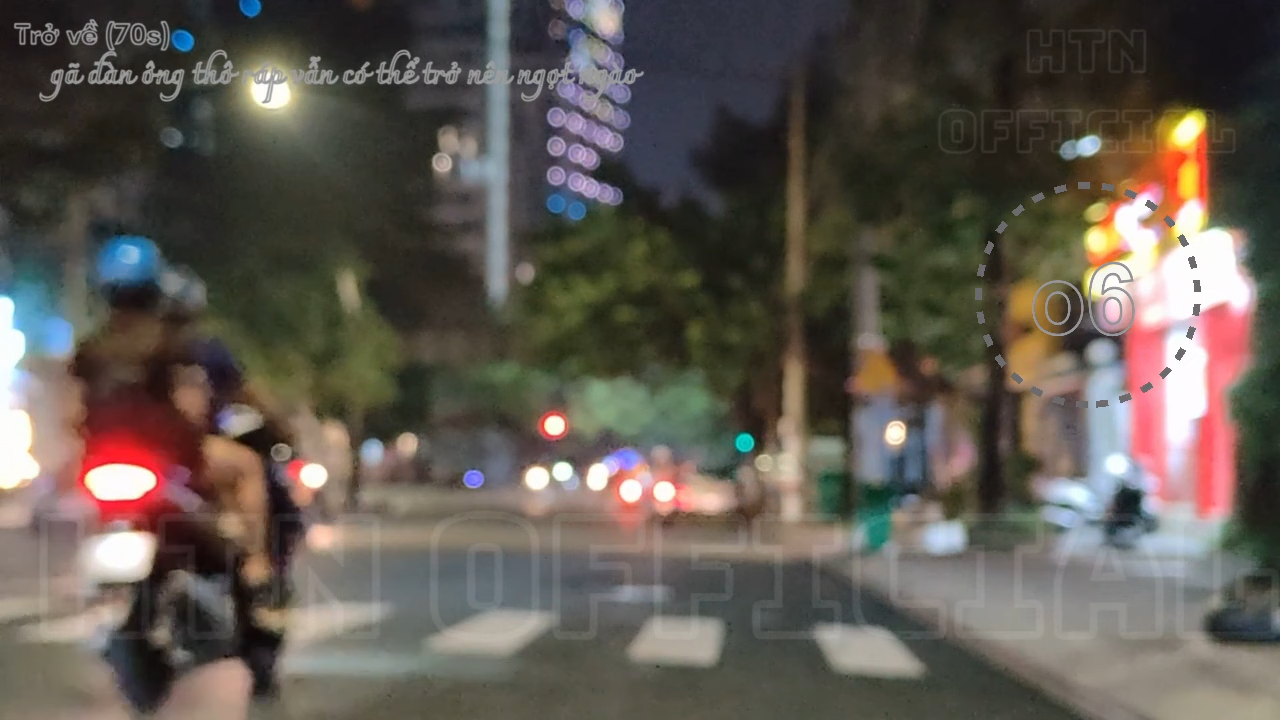 Trở về (70s)
gã đàn ông thô ráp vẫn có thể trở nên ngọt ngào
HTN
OFFICIAL
06
HTN OFFICIAL